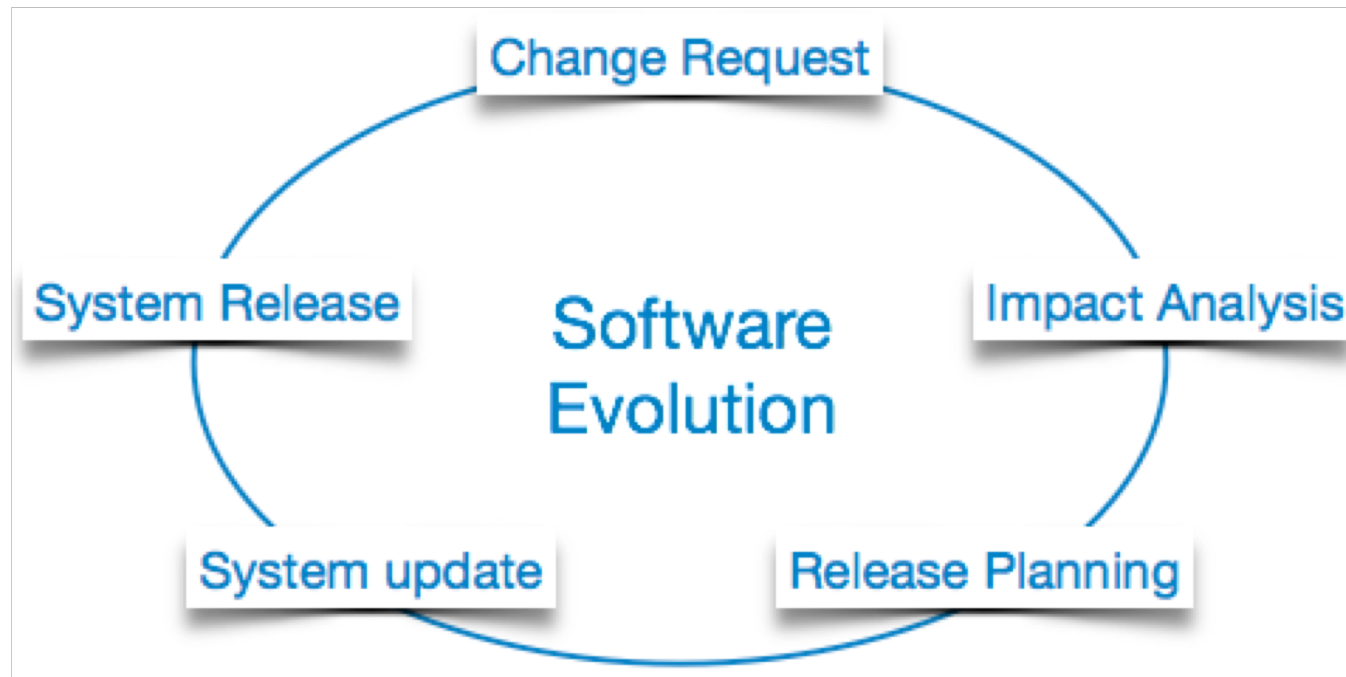 Change Request
System Release
Impact Analysis
Software
Evolution
System update
Release Planning